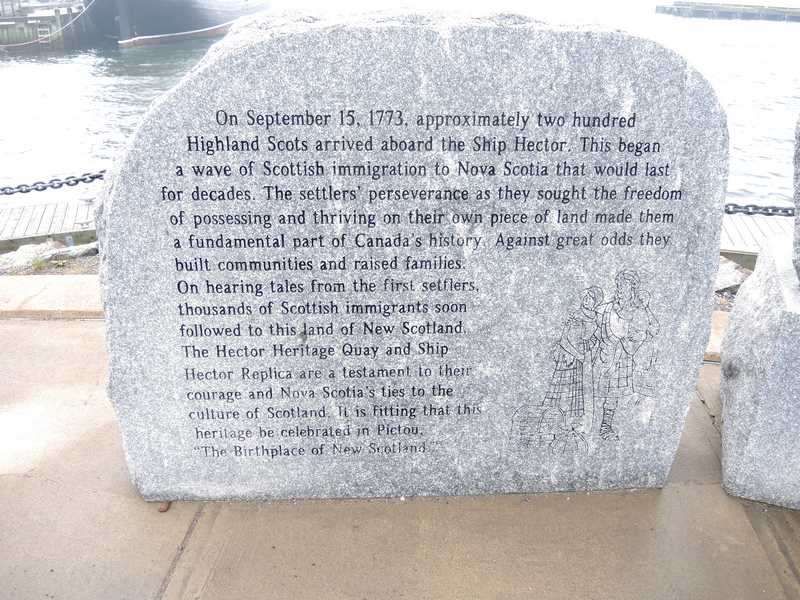 On September 15, 1773, approximately two hundred
Highland Scots arrived aboard the Ship Hector. This began
a wave of Scottish immigration to Nova Scotia that would last
for decades. The settlers' perseverance as they sought the freedom
of possessing and thriving on their own piece of land made them
a fundamental part of Canada's history. Against great odds they
built communities and raised families.
On hearing tales from the first settlers,
thousands of Scottish immigrants soon
followed to this land of New Scotland.
The Hector Heritage Quay and Ship
Hector Replica are a testament to their
courage and Nova Scotia's ties to the
culture of Scotland. It is fitting that this
heritage be celebrated in Pictou,
"The Birthplace of New Scotland."